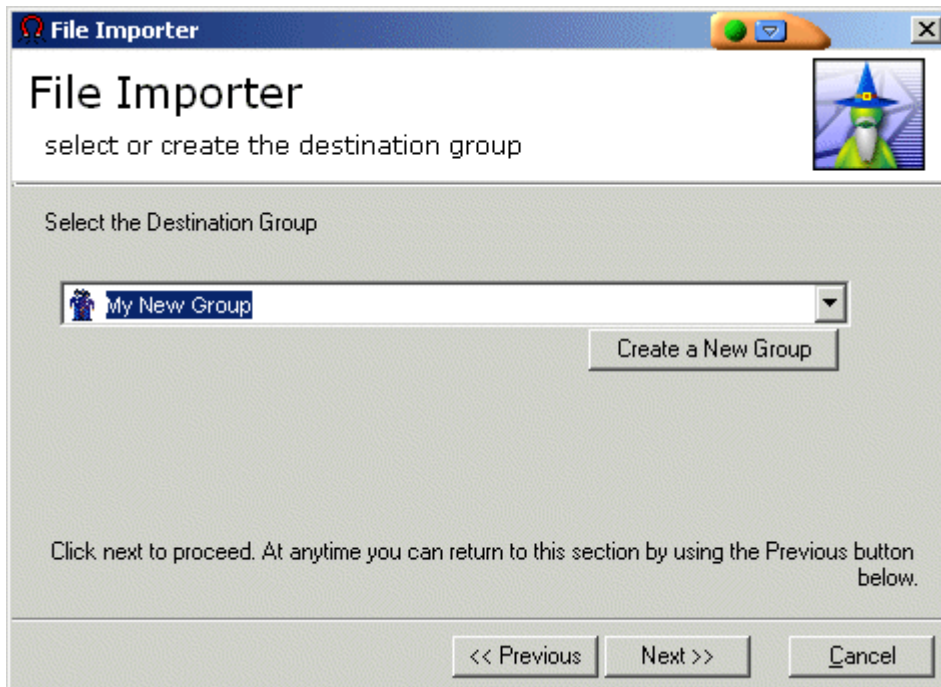 File Importer
File Importer
select or create the destination group
Select the Destination Group
My New Group
Create a New Group
Click next to proceed. At anytime you can return to this section by using the Previous button
below.
<< Previous
Next >>
Cancel